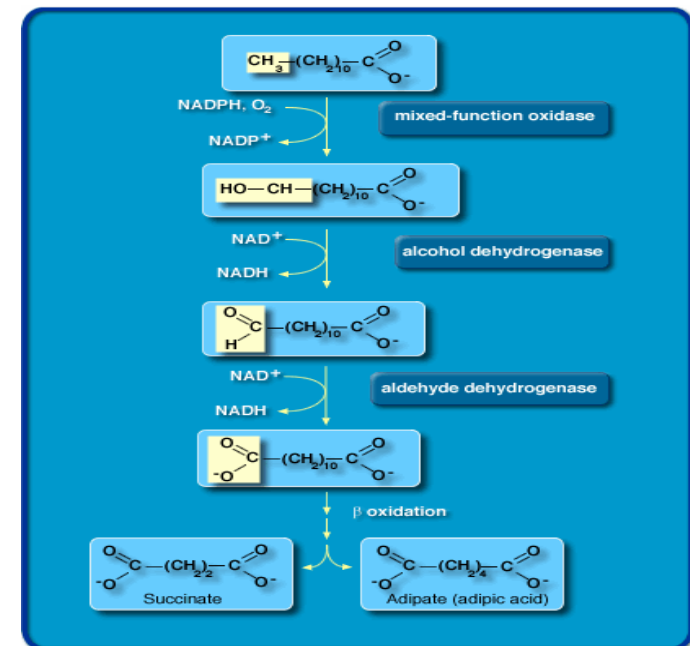 CH3—(CH2)10—C
O
O-
NADPH, O2
mixed-function oxidase
NADP+
HO—CH—(CH2)10—C
O
O-
NAD+
alcohol dehydrogenase
NADH
O
C—(CH2)10—C
H
O
O-
NAD+
aldehyde dehydrogenase
NADH
O
C—(CH2)10—C
-O
O
O-
β oxidation
O
C—(CH2)2—C
-O
O
O-
Succinate
O
C—(CH2)4—C
-O
O
O-
Adipate (adipic acid)